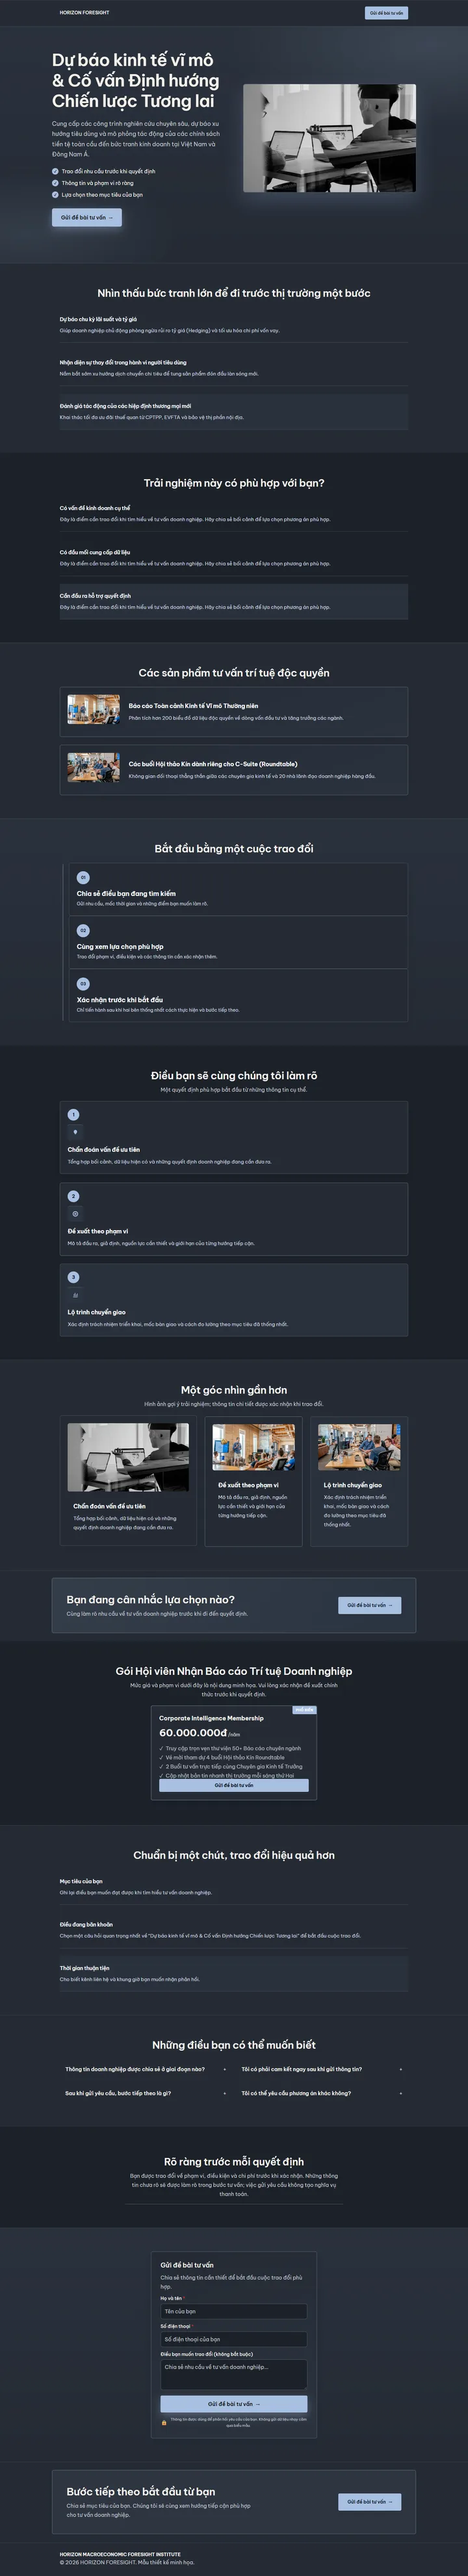 HORIZON FORESIGHT
Gửi đề bài tư vấn
Dự báo kinh tế vĩ mô
& Cố vấn Định hướng
Chiến lược Tương lai
Cung cấp các công trình nghiên cứu chuyên sâu, dự báo xu
hướng tiêu dùng và mô phỏng tác động của các chính sách
tiền tệ toàn cầu đến bức tranh kinh doanh tại Việt Nam và
Đông Nam Á.
Trao đổi nhu cầu trước khi quyết định
Thông tin và phạm vi rõ ràng
Lựa chọn theo mục tiêu của bạn
Gửi đề bài tư vấn →
Nhìn thấu bức tranh lớn để đi trước thị trường một bước
Dự báo chu kỳ lãi suất và tỷ giá
Giúp doanh nghiệp chủ động phòng ngừa rủi ro tỷ giá (Hedging) và tối ưu hóa chi phí vốn vay.
Nhận diện sự thay đổi trong hành vi người tiêu dùng
Nắm bắt sớm xu hướng dịch chuyển chi tiêu để tung sản phẩm đón đầu làn sóng mới.
Đánh giá tác động của các hiệp định thương mại mới
Khai thác tối đa ưu đãi thuế quan từ CPTPP, EVFTA và bảo vệ thị phần nội địa.
Trải nghiệm này có phù hợp với bạn?
Có vấn đề kinh doanh cụ thể
Đây là điểm cần trao đổi khi tìm hiểu về tư vấn doanh nghiệp. Hãy chia sẻ bối cảnh để lựa chọn phương án phù hợp.
Có đầu mối cung cấp dữ liệu
Đây là điểm cần trao đổi khi tìm hiểu về tư vấn doanh nghiệp. Hãy chia sẻ bối cảnh để lựa chọn phương án phù hợp.
Cần đầu ra hỗ trợ quyết định
Đây là điểm cần trao đổi khi tìm hiểu về tư vấn doanh nghiệp. Hãy chia sẻ bối cảnh để lựa chọn phương án phù hợp.
Các sản phẩm tư vấn trí tuệ độc quyền
Báo cáo Toàn cảnh Kinh tế Vĩ mô Thường niên
Phân tích hơn 200 biểu đồ dữ liệu độc quyền về dòng vốn đầu tư và tăng trưởng các ngành.
Các buổi Hội thảo Kín dành riêng cho C-Suite (Roundtable)
Không gian đối thoại thẳng thắn giữa các chuyên gia kinh tế và 20 nhà lãnh đạo doanh nghiệp hàng đầu.
Bắt đầu bằng một cuộc trao đổi
01
Chia sẻ điều bạn đang tìm kiếm
Gửi nhu cầu, mốc thời gian và những điểm bạn muốn làm rõ.
02
Cùng xem lựa chọn phù hợp
Trao đổi phạm vi, điều kiện và các thông tin cần xác nhận thêm.
03
Xác nhận trước khi bắt đầu
Chỉ tiến hành sau khi hai bên thống nhất cách thực hiện và bước tiếp theo.
Điều bạn sẽ cùng chúng tôi làm rõ
Một quyết định phù hợp bắt đầu từ những thông tin cụ thể.
1
Chẩn đoán vấn đề ưu tiên
Tổng hợp bối cảnh, dữ liệu hiện có và những quyết định doanh nghiệp đang cần đưa ra.
2
Đề xuất theo phạm vi
Mô tả đầu ra, giả định, nguồn lực cần thiết và giới hạn của từng hướng tiếp cận.
3
Lộ trình chuyển giao
Xác định trách nhiệm triển khai, mốc bàn giao và cách đo lường theo mục tiêu đã thống nhất.
Một góc nhìn gần hơn
Hình ảnh gợi ý trải nghiệm; thông tin chi tiết được xác nhận khi trao đổi.
Chẩn đoán vấn đề ưu tiên
Tổng hợp bối cảnh, dữ liệu hiện có và những
quyết định doanh nghiệp đang cần đưa ra.
Đề xuất theo phạm vi
Mô tả đầu ra, giả định, nguồn
lực cần thiết và giới hạn của
từng hướng tiếp cận.
Lộ trình chuyển giao
Xác định trách nhiệm triển
khai, mốc bàn giao và cách
đo lường theo mục tiêu đã
thống nhất.
Bạn đang cân nhắc lựa chọn nào?
Cùng làm rõ nhu cầu về tư vấn doanh nghiệp trước khi đi đến quyết định.
Gửi đề bài tư vấn →
Gói Hội viên Nhận Báo cáo Trí tuệ Doanh nghiệp
Mức giá và phạm vi dưới đây là nội dung minh họa. Vui lòng xác nhận đề xuất chính
thức trước khi quyết định.
Corporate Intelligence Membership
60.000.000đ /năm
✓ Truy cập trọn vẹn thư viện 50+ Báo cáo chuyên ngành
✓ Vé mời tham dự 4 buổi Hội thảo Kín Roundtable
✓ 2 Buổi tư vấn trực tiếp cùng Chuyên gia Kinh tế Trưởng
✓ Cập nhật bản tin nhanh thị trường mỗi sáng thứ Hai
Gửi đề bài tư vấn
Chuẩn bị một chút, trao đổi hiệu quả hơn
Mục tiêu của bạn
Ghi lại điều bạn muốn đạt được khi tìm hiểu tư vấn doanh nghiệp.
Điều đang băn khoăn
Chọn một câu hỏi quan trọng nhất về "Dự báo kinh tế vĩ mô & Cố vấn Định hướng Chiến lược Tương lai" để bắt đầu cuộc trao đổi.
Thời gian thuận tiện
Cho biết kênh liên hệ và khung giờ bạn muốn nhận phản hồi.
Những điều bạn có thể muốn biết
Thông tin doanh nghiệp được chia sẻ ở giai đoạn nào? +
Tôi có phải cam kết ngay sau khi gửi thông tin? +
Sau khi gửi yêu cầu, bước tiếp theo là gì? +
Tôi có thể yêu cầu phương án khác không? +
Rõ ràng trước mỗi quyết định
Bạn được trao đổi về phạm vi, điều kiện và chi phí trước khi xác nhận. Những thông
tin chưa rõ sẽ được làm rõ trong bước tư vấn; việc gửi yêu cầu không tạo nghĩa vụ
thanh toán.
Gửi đề bài tư vấn
Chia sẻ thông tin cần thiết để bắt đầu cuộc trao đổi phù
hợp.
Họ và tên *
Tên của bạn
Số điện thoại *
Số điện thoại của bạn
Điều bạn muốn trao đổi (không bắt buộc)
Chia sẻ nhu cầu về tư vấn doanh nghiệp...
Gửi đề bài tư vấn →
Thông tin được dùng để phản hồi yêu cầu của bạn. Không gửi dữ liệu nhạy cảm
qua biểu mẫu.
Bước tiếp theo bắt đầu từ bạn
Chia sẻ mục tiêu của bạn. Chúng tôi sẽ cùng xem hướng tiếp cận phù hợp
cho tư vấn doanh nghiệp.
Gửi đề bài tư vấn →
HORIZON MACROECONOMIC FORESIGHT INSTITUTE
© 2026 HORIZON FORESIGHT. Mẫu thiết kế minh họa.